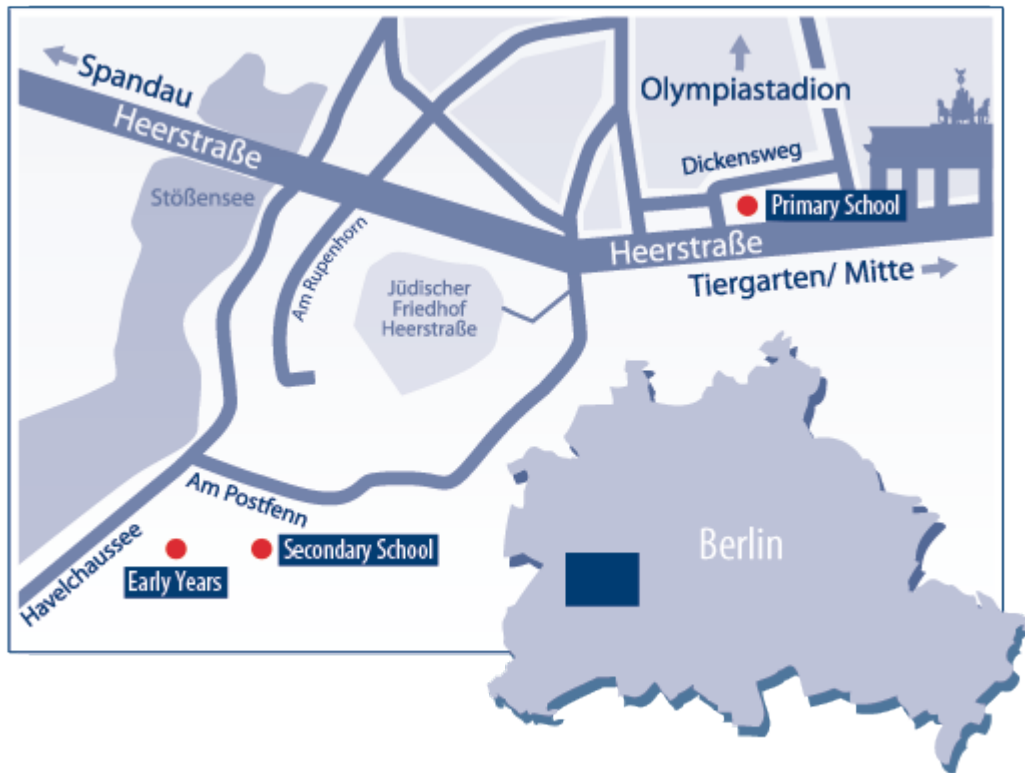 Spandau
Heerstraße
Olympiastadion
Dickensweg
Stößensee
Primary School
Am Rupenhorn
Heerstraße
Tiergarten/ Mitte
Jüdischer
Friedhof
Heerstraße
Am Postfenn
Havelchaussee
Secondary School
Early Years
Berlin